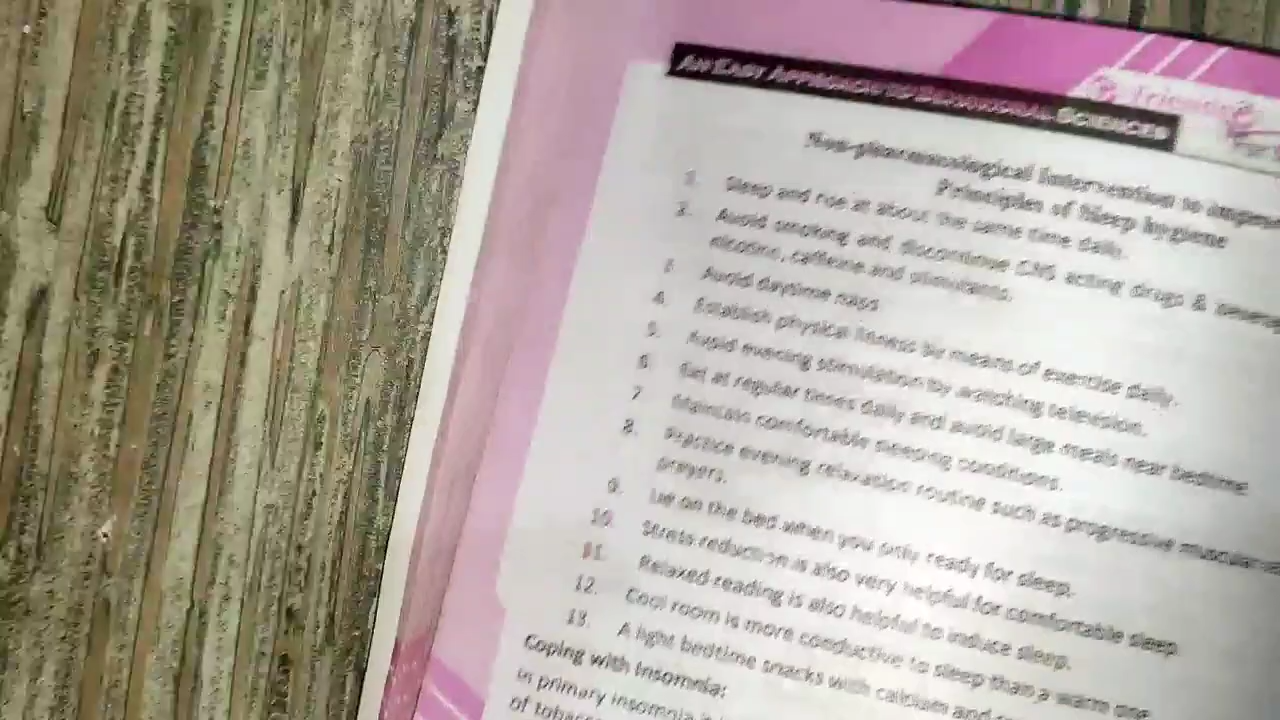 AN EASY APPROACH TO BEHAVIORAL SCIENCES
Non-pharmacological Intervention to
Principles of Sleep hygiene
1. Sleep and rise at about the same time daily.
2. Avoid smoking and discontinue CNS acting drugs &
nicotine, caffeine and stimulants.
3. Avoid daytime naps
4. Establish physical fitness by means of exercise daily.
5. Avoid evening stimulation by watching television.
6. Eat at regular times daily and avoid large meals near bedtime
7. Maintain comfortable sleeping conditions.
8. Practice evening relaxation routine such as progressive muscular
prayers.
9. Lie on the bed when you only ready for sleep.
10. Stress reduction is also very helpful for comfortable sleep
11. Relaxed reading is also helpful to induce sleep.
12. Cool room is more conductive to sleep than a warm one
13. A light bedtime snacks with calcium and
Coping with Insomnia:
In primary insomnia
of